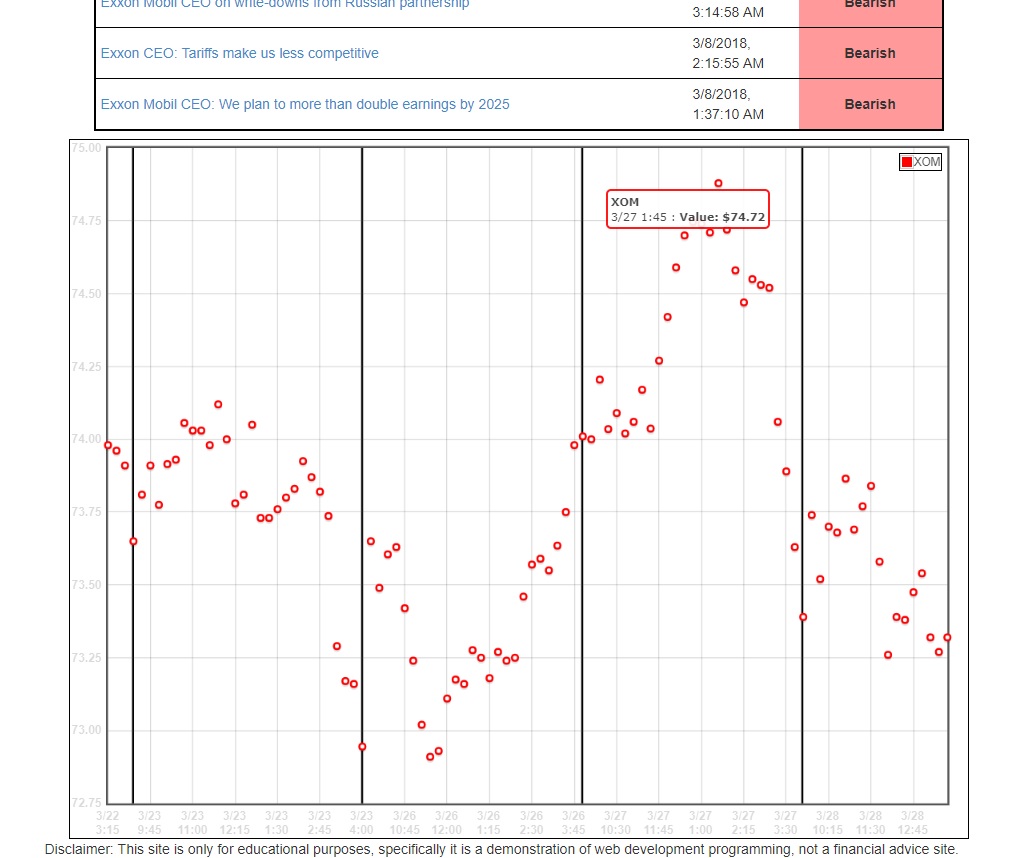 Exxon Mobil CEO on write-downs from Russian partnership
3:14:58 AM
Bearish
Exxon CEO: Tariffs make us less competitive
3/8/2018,
2:15:55 AM
Bearish
Exxon Mobil CEO: We plan to more than double earnings by 2025
3/8/2018,
1:37:10 AM
Bearish
75.00
74.75
74.50
74.25
74.00
73.75
73.50
73.25
73.00
72.75
XOM
XOM
3/27 1:45 : Value: $74.72
3/22 3/23 3/23 3/23 3/23 3/23 3/23 3/26 3/26 3/26 3/26 3/26 3/27 3/27 3/27 3/27 3/27 3/28 3/28 3/28
3:15 9:45 11:00 12:15 1:30 2:45 4:00 10:45 12:00 1:15 2:30 3:45 10:30 11:45 1:00 2:15 3:30 10:15 11:30 12:45
Disclaimer: This site is only for educational purposes, specifically it is a demonstration of web development programming, not a financial advice site.